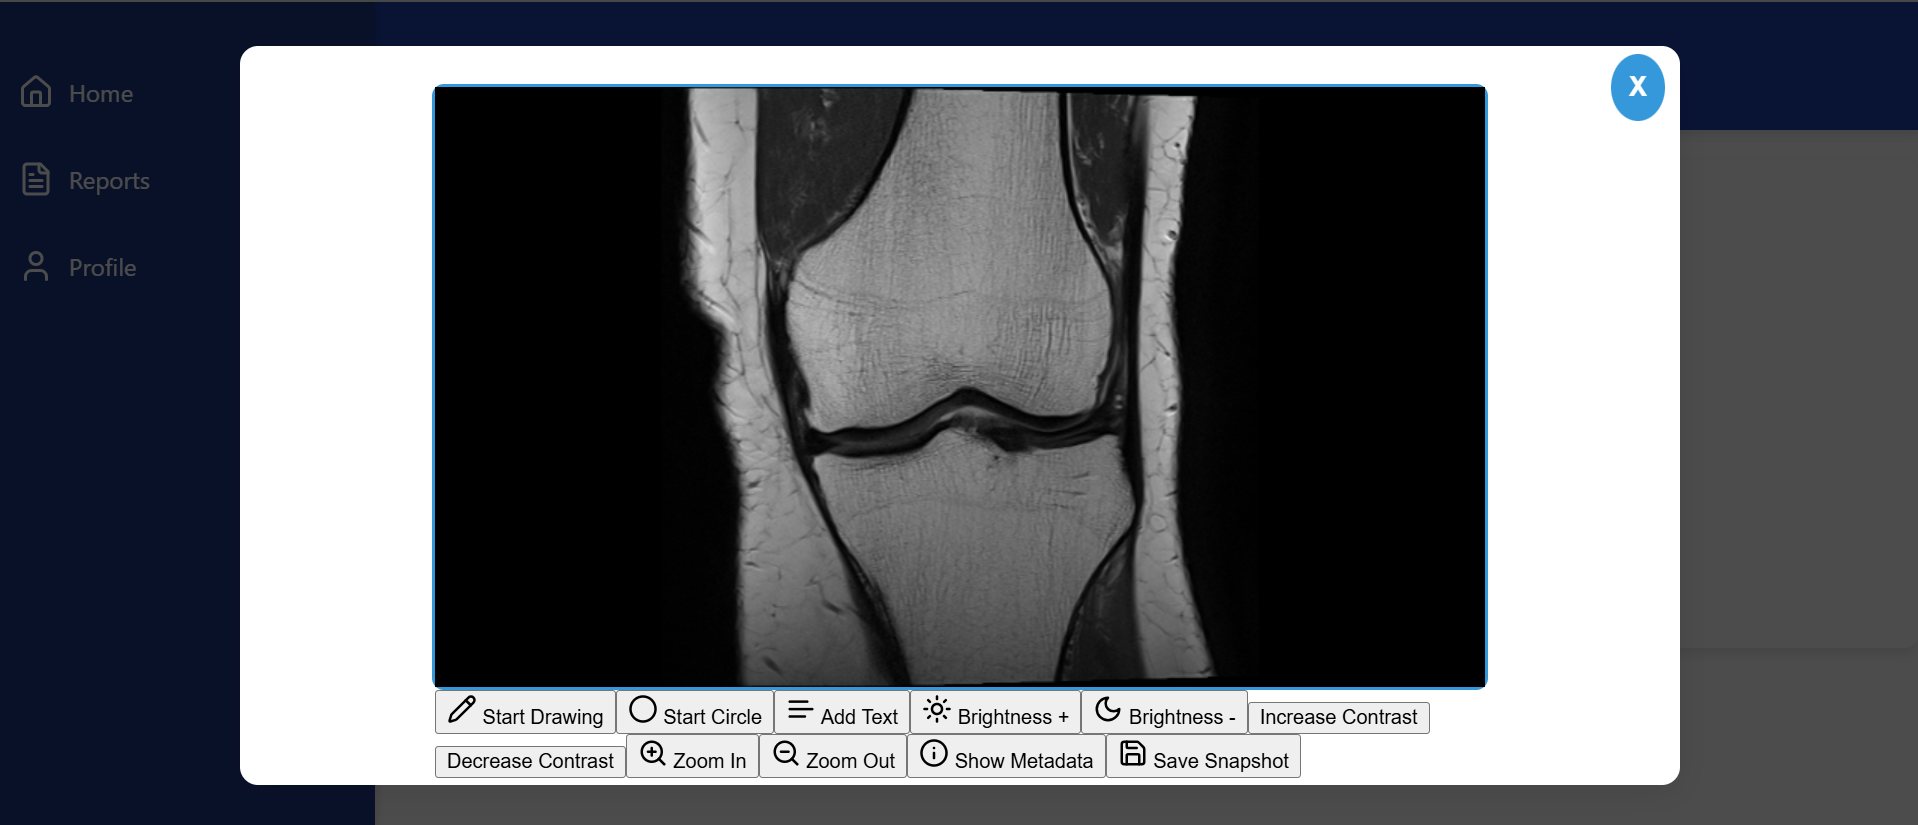 Home
Reports
Profile
X
Start Drawing Start Circle Add Text Brightness + Brightness - Increase Contrast
Decrease Contrast Zoom In Zoom Out Show Metadata Save Snapshot